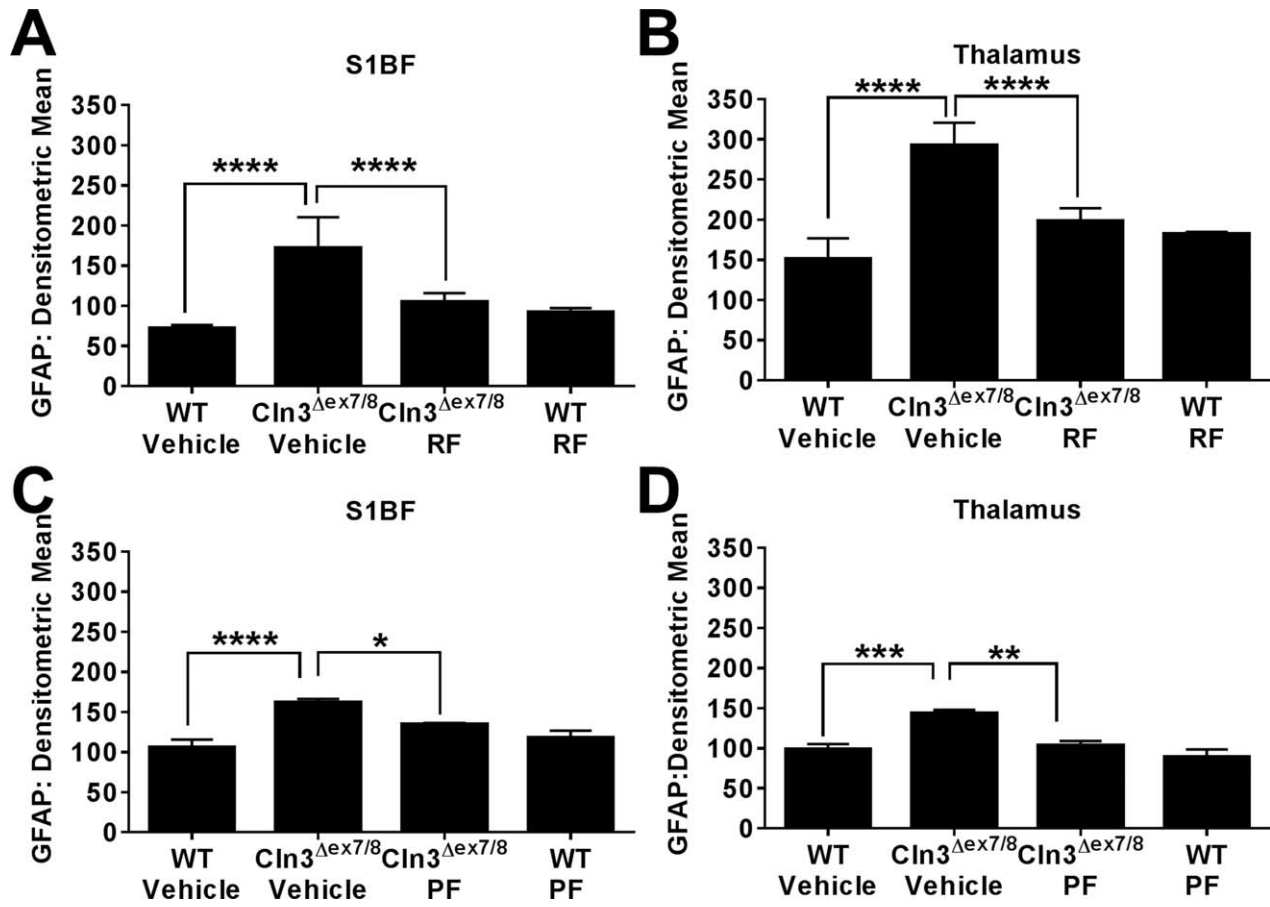 A
S1BF
GFAP: Densitometric Mean
350
300
250
200
150
100
50
0
****
****
WT
Vehicle
Cln3Δex7/8
Vehicle
Cln3Δex7/8
RF
WT
RF
B
Thalamus
GFAP: Densitometric Mean
350
300
250
200
150
100
50
0
****
****
WT
Vehicle
Cln3Δex7/8
Vehicle
Cln3Δex7/8
RF
WT
RF
C
S1BF
GFAP: Densitometric Mean
350
300
250
200
150
100
50
0
****
*
WT
Vehicle
Cln3Δex7/8
Vehicle
Cln3Δex7/8
PF
WT
PF
D
Thalamus
GFAP:Densitometric Mean
350
300
250
200
150
100
50
0
***
**
WT
Vehicle
Cln3Δex7/8
Vehicle
Cln3Δex7/8
PF
WT
PF